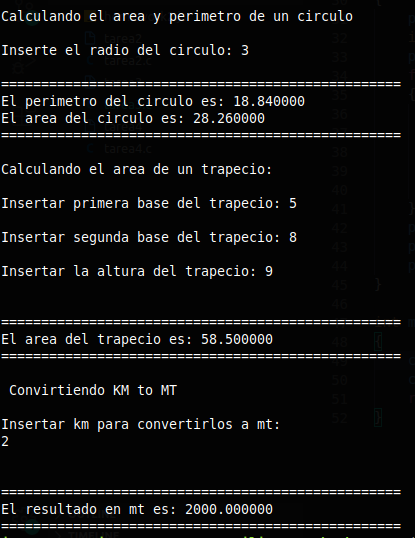 Calculando el area y perimetro de un circulo
Inserte el radio del circulo: 3
==================================================
El perimetro del circulo es: 18.840000
El area del circulo es: 28.260000
==================================================
Calculando el area de un trapecio:
Insertar primera base del trapecio: 5
Insertar segunda base del trapecio: 8
Insertar la altura del trapecio: 9
==================================================
El area del trapecio es: 58.500000
==================================================
Convirtiendo KM to MT
Insertar km para convertirlos a mt:
2
==================================================
El resultado en mt es: 2000.000000
==================================================